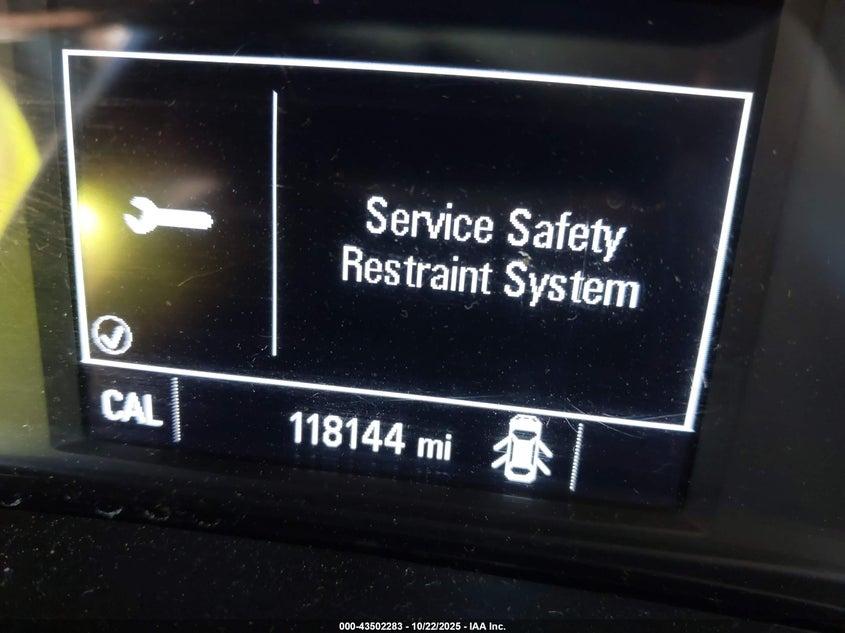 Service Safety
Restraint System
CAL
118144 mi
000-43502283 - 10/22/2025 - IAA Inc.